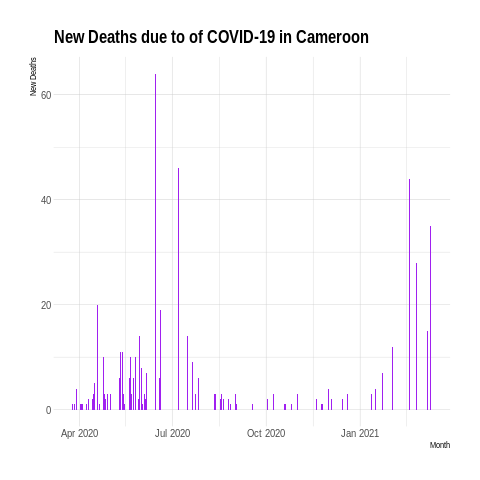 New Deaths due to of COVID-19 in Cameroon
New Deaths
60
40
20
0
Apr 2020 Jul 2020 Oct 2020 Jan 2021
Month